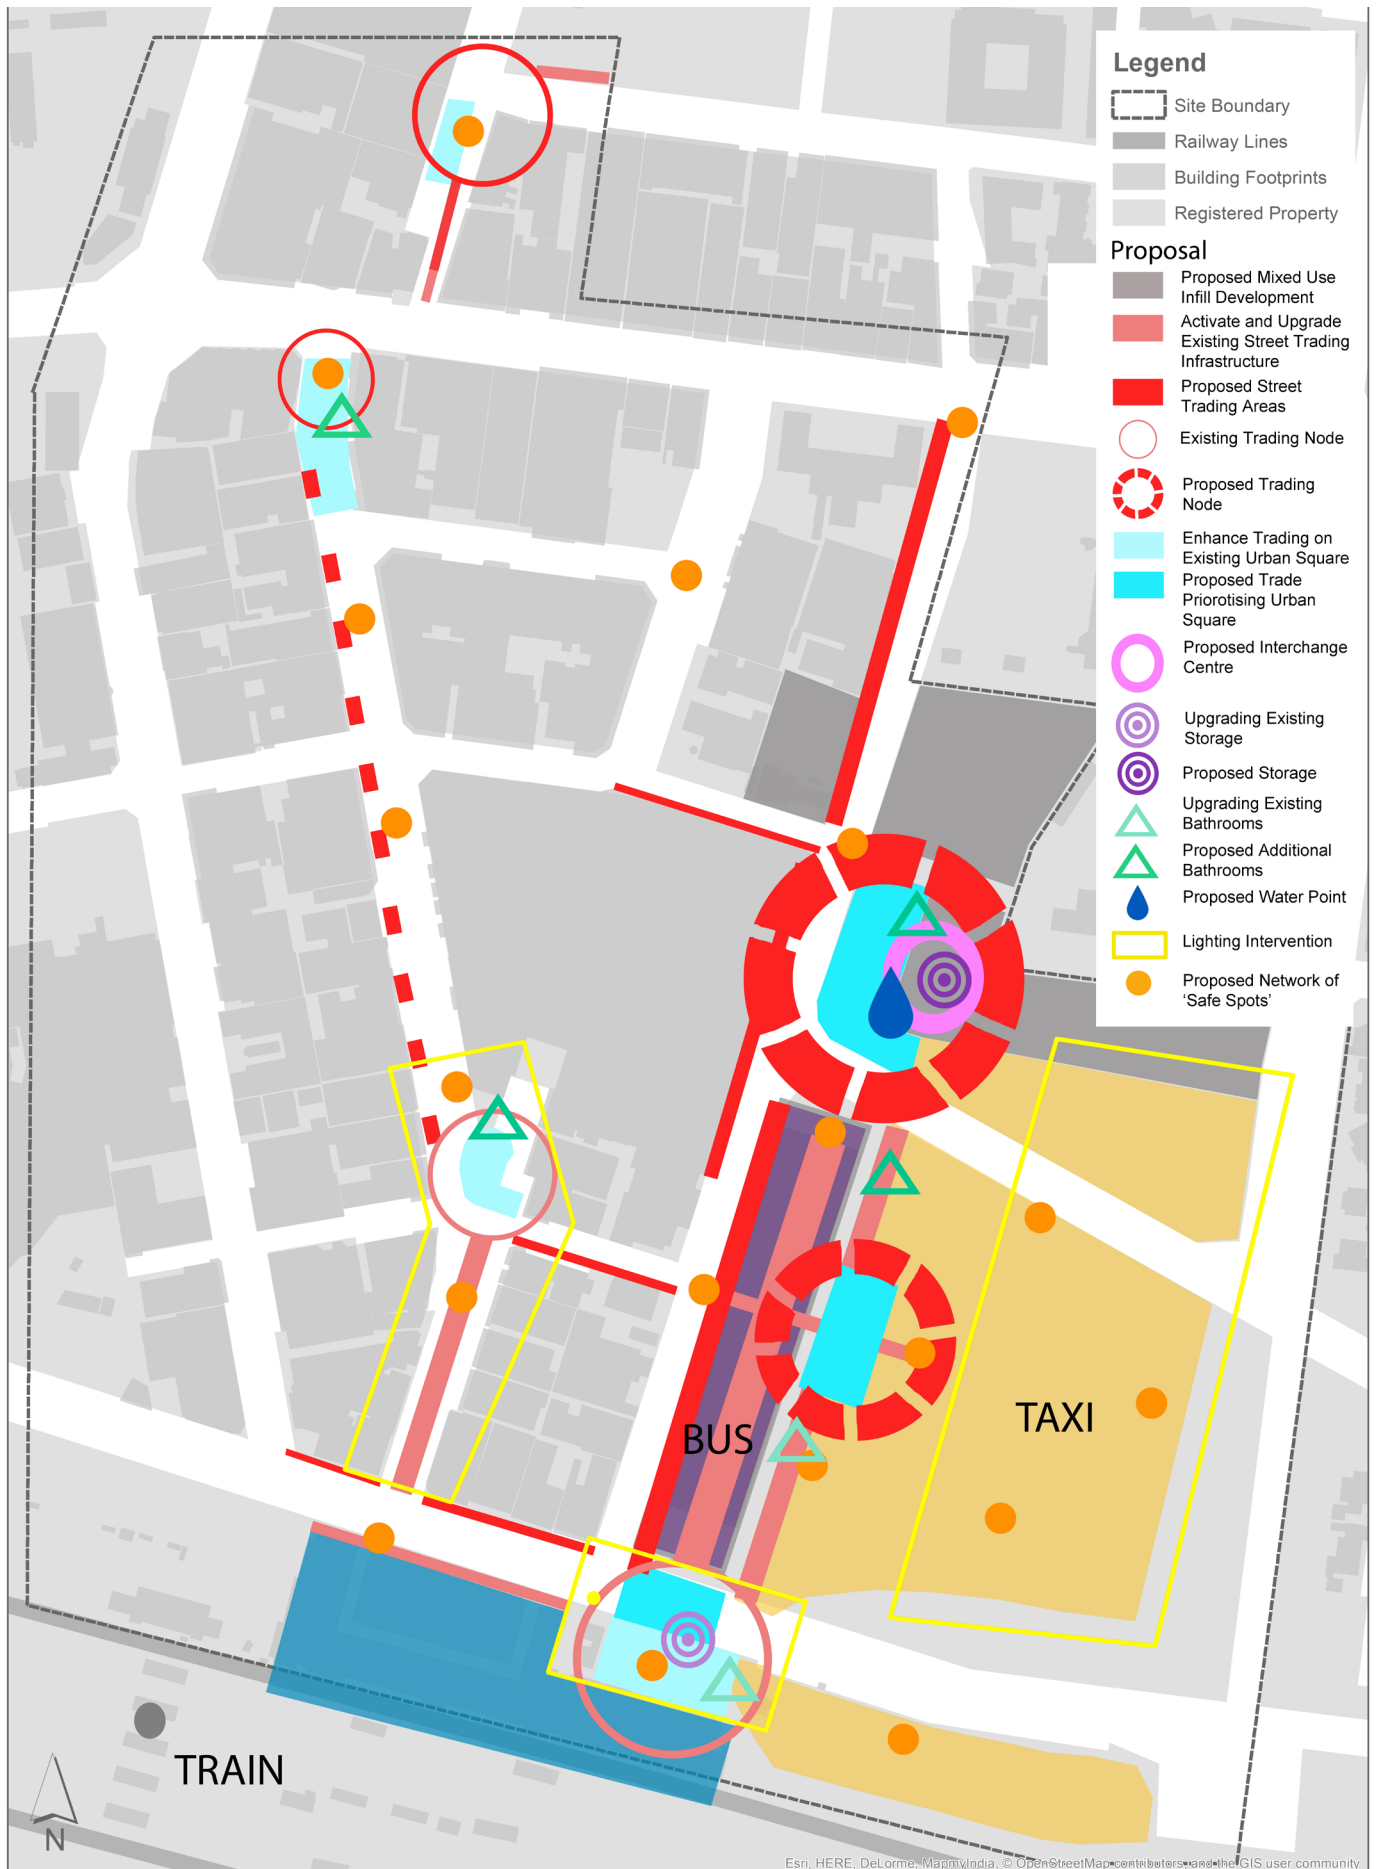 Legend
Site Boundary
Railway Lines
Building Footprints
Registered Property
Proposal
Proposed Mixed Use
Infill Development
Activate and Upgrade
Existing Street Trading
Infrastructure
Proposed Street
Trading Areas
Existing Trading Node
Proposed Trading
Node
Enhance Trading on
Existing Urban Square
Proposed Trade
Priorotising Urban
Square
Proposed Interchange
Centre
Upgrading Existing
Storage
Proposed Storage
Upgrading Existing
Bathrooms
Proposed Additional
Bathrooms
Proposed Water Point
Lighting Intervention
Proposed Network of
‘Safe Spots’
TAXI
BUS
TRAIN
N
Esri, HERE, DeLorme, MapmyIndia, © OpenStreetMap contributors, and the GIS user community